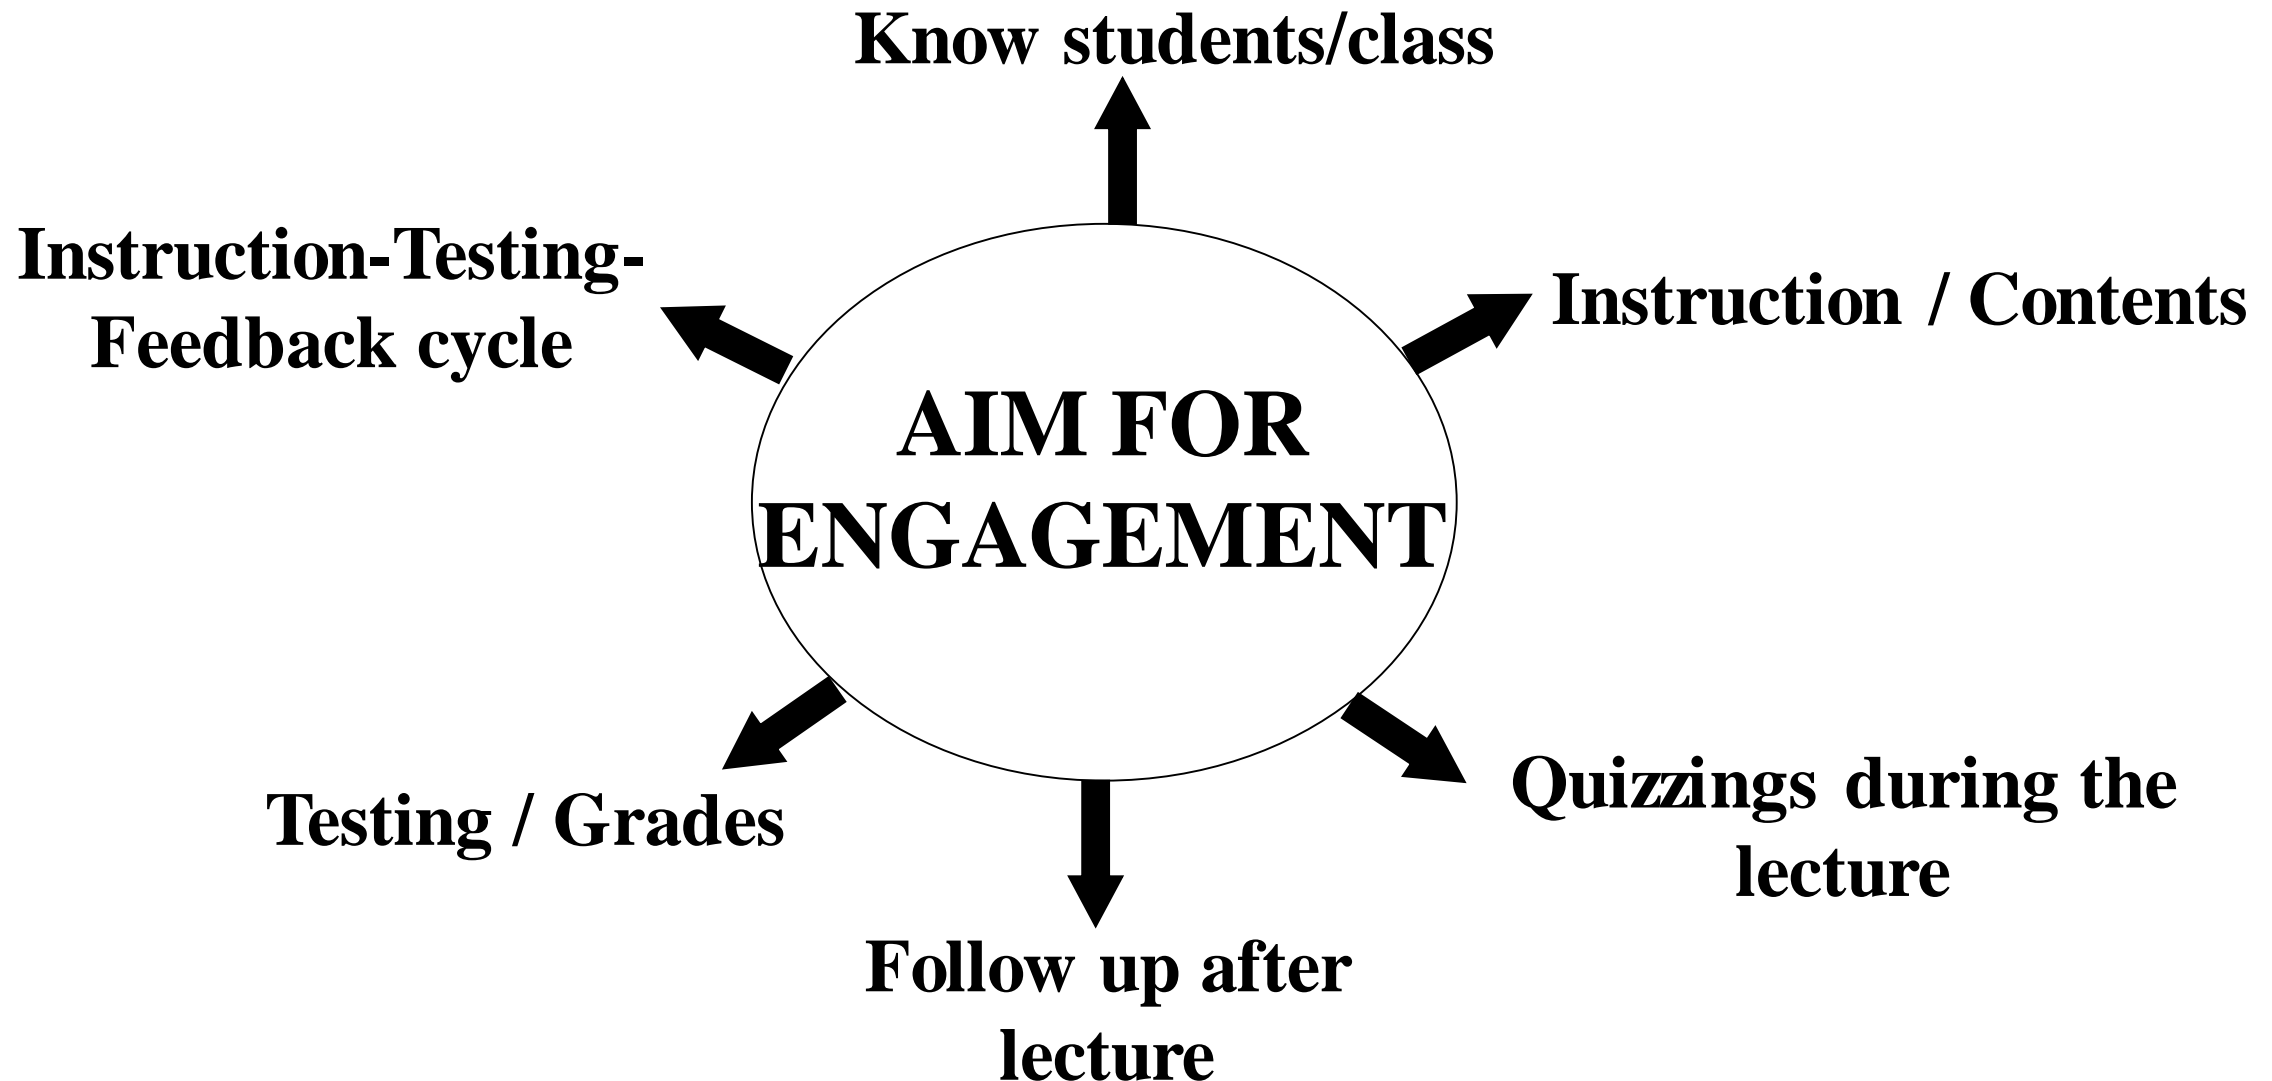 Know students/class
Instruction-Testing-
Feedback cycle
Instruction / Contents
AIM FOR
ENGAGEMENT
Testing / Grades
Quizzings during the
lecture
Follow up after
lecture